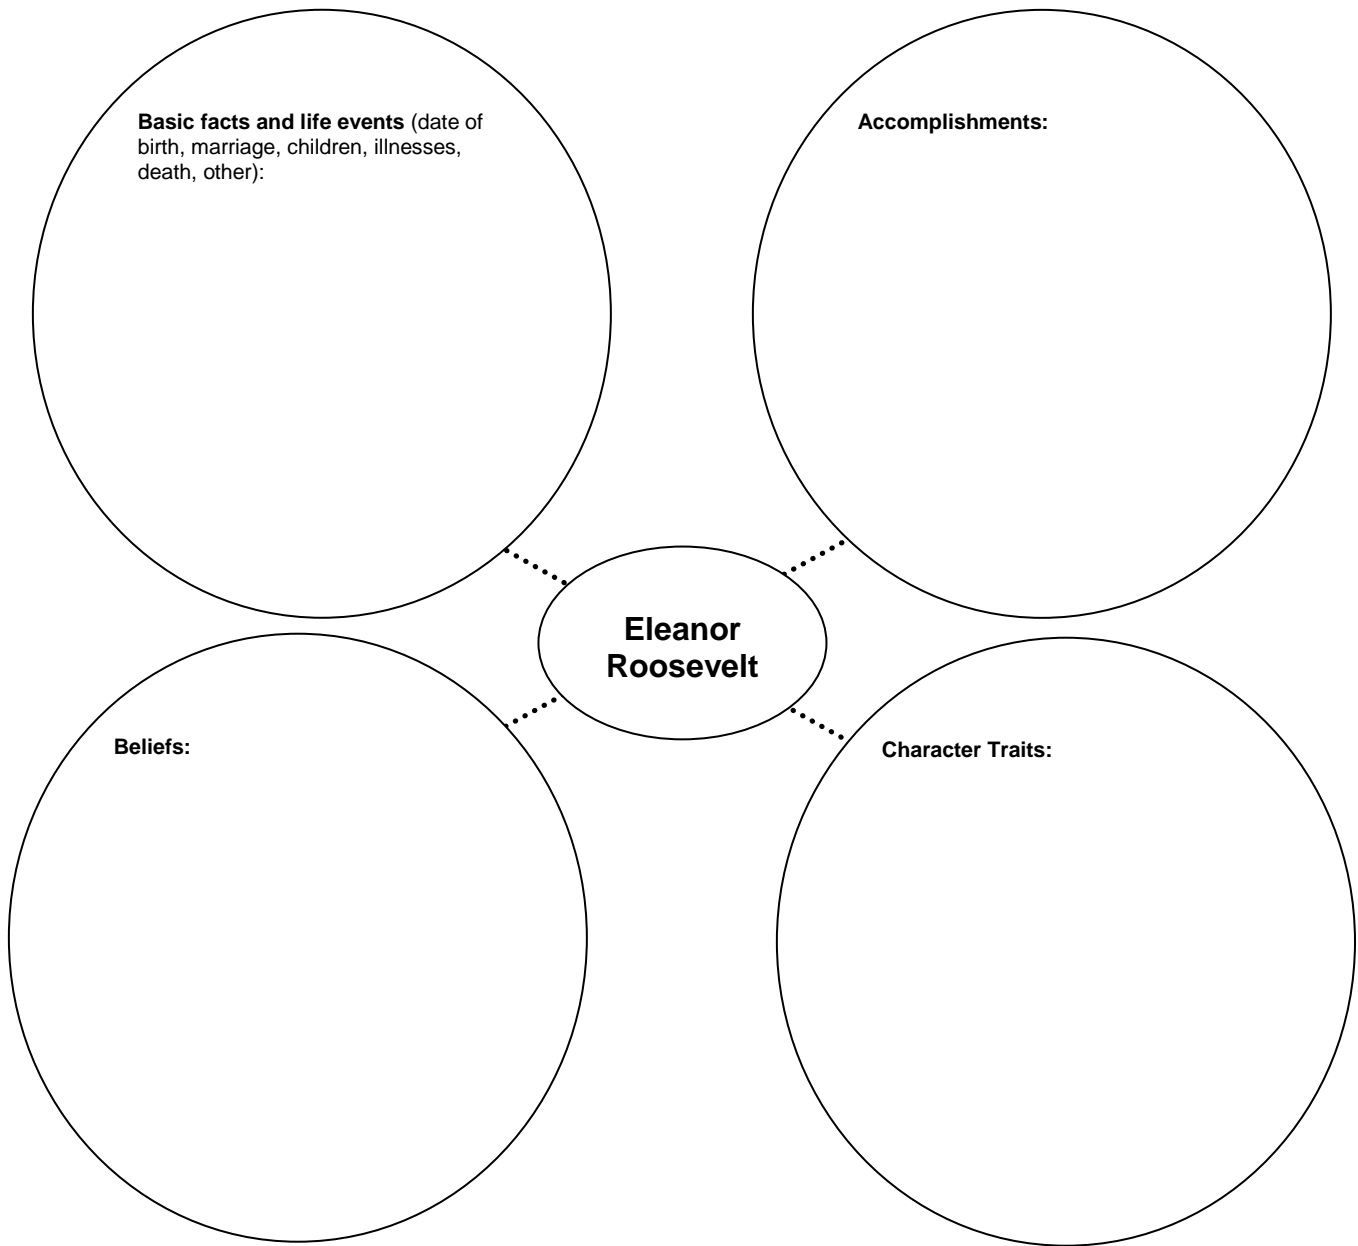 Basic facts and life events (date of
birth, marriage, children, illnesses,
death, other):
Accomplishments:
Eleanor
Roosevelt
Beliefs:
Character Traits: